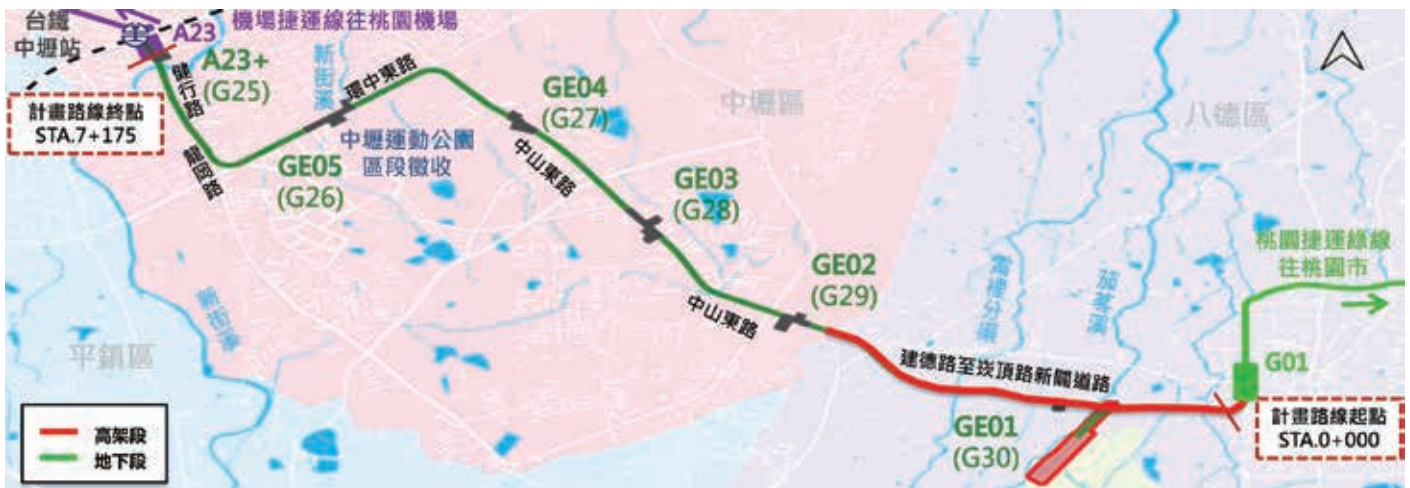 台鐵
中壢站
A23
機場捷運線往桃園機場
A23+
(G25)
健行路
計畫路線終點
STA.7+175
龍岡路
新街溪
環中東路
GE05
(G26)
中壢運動公園
區段徵收
GE04
(G27)
中山東路
中壢區
八德區
GE03
(G28)
GE02
(G29)
中山東路
霄裡分渠
茄苳溪
桃園捷運綠線
往桃園市
G01
建德路至崁頂路新闢道路
GE01
(G30)
計畫路線起點
STA.0+000
平鎮區
新街溪
高架段
地下段